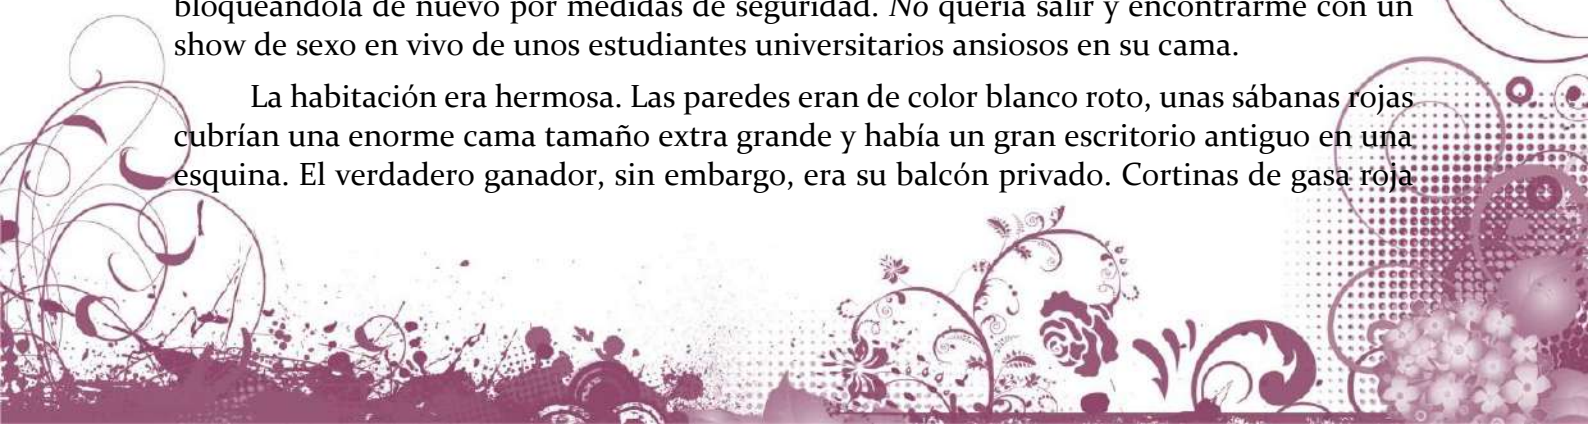 bloqueándola de nuevo por medidas de seguridad. No quería salir y encontrarme con un
show de sexo en vivo de unos estudiantes universitarios ansiosos en su cama.
La habitación era hermosa. Las paredes eran de color blanco roto, unas sábanas rojas
cubrían una enorme cama tamaño extra grande y había un gran escritorio antiguo en una
esquina. El verdadero ganador, sin embargo, era su balcón privado. Cortinas de gasa roja